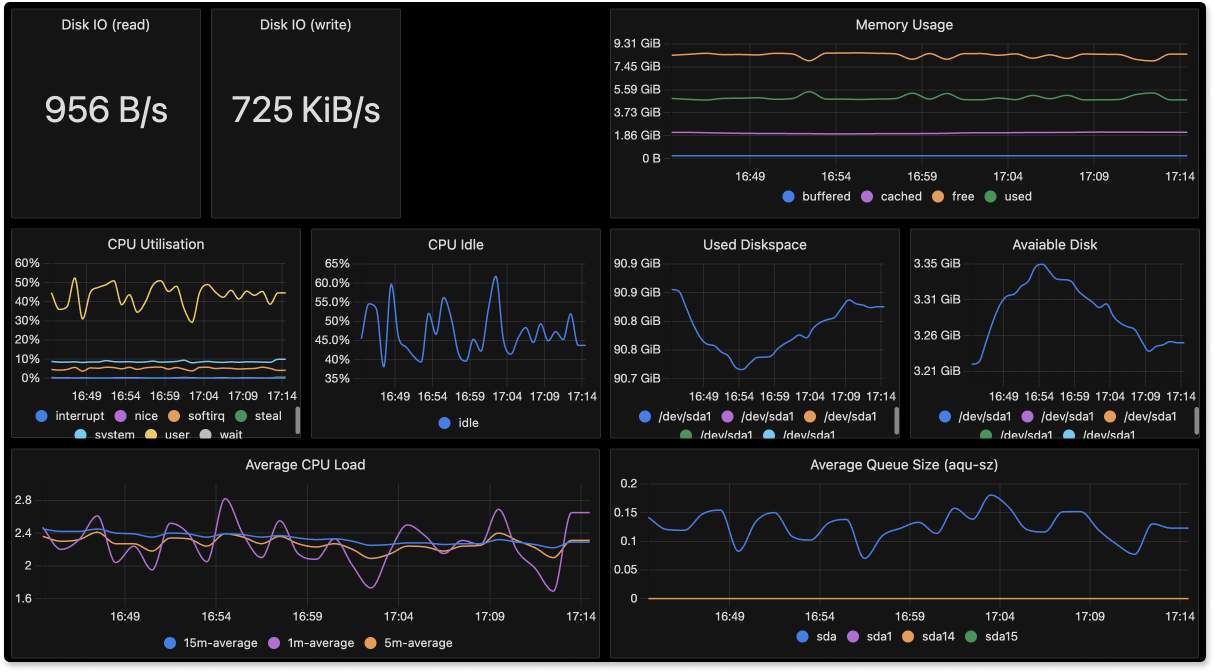 Disk IO (read)
956 B/s
Disk IO (write)
725 KiB/s
Memory Usage
9.31 GiB
7.45 GiB
5.59 GiB
3.73 GiB
1.86 GiB
0 B
16:49 16:54 16:59 17:04 17:09 17:14
buffered cached free used
CPU Utilisation
60%
50%
40%
30%
20%
10%
0%
16:49 16:54 16:59 17:04 17:09 17:14
interrupt nice softirq steal
system user wait
CPU Idle
65%
60.0%
55.0%
50%
45.0%
40%
35%
16:49 16:54 16:59 17:04 17:09 17:14
idle
Used Diskspace
90.9 GiB
90.9 GiB
90.8 GiB
90.8 GiB
90.7 GiB
16:49 16:54 16:59 17:04 17:09 17:14
/dev/sda1 /dev/sda1 /dev/sda1
/dev/sda1 /dev/sda1
Avaiable Disk
3.35 GiB
3.31 GiB
3.26 GiB
3.21 GiB
16:49 16:54 16:59 17:04 17:09 17:14
/dev/sda1 /dev/sda1 /dev/sda1
/dev/sda1 /dev/sda1
Average CPU Load
2.8
2.4
2
1.6
16:49 16:54 16:59 17:04 17:09 17:14
15m-average 1m-average 5m-average
Average Queue Size (aqu-sz)
0.2
0.15
0.1
0.05
0
16:49 16:54 16:59 17:04 17:09 17:14
sda sda1 sda14 sda15